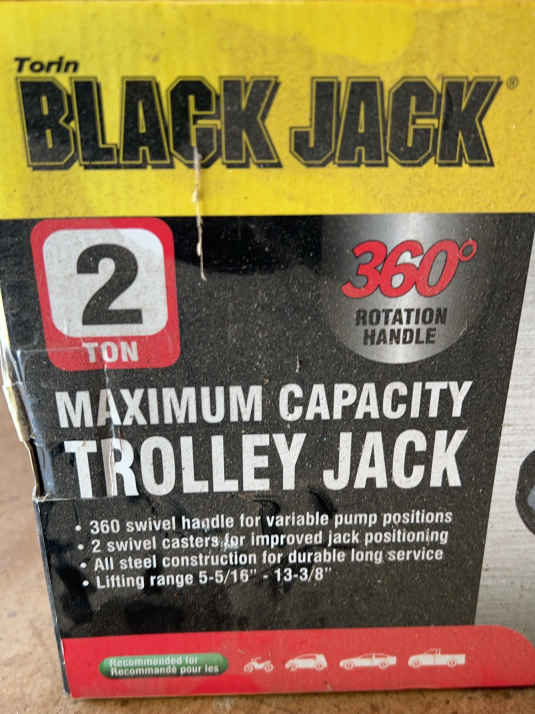 Torin
BLACK JACK®
2
TON
360°
ROTATION
HANDLE
MAXIMUM CAPACITY
TROLLEY JACK
• 360 swivel handle for variable pump positions
• 2 swivel casters for improved jack positioning
• All steel construction for durable long service
• Lifting range 5-5/16" - 13-3/8"
Recommended for
Recommandé pour les